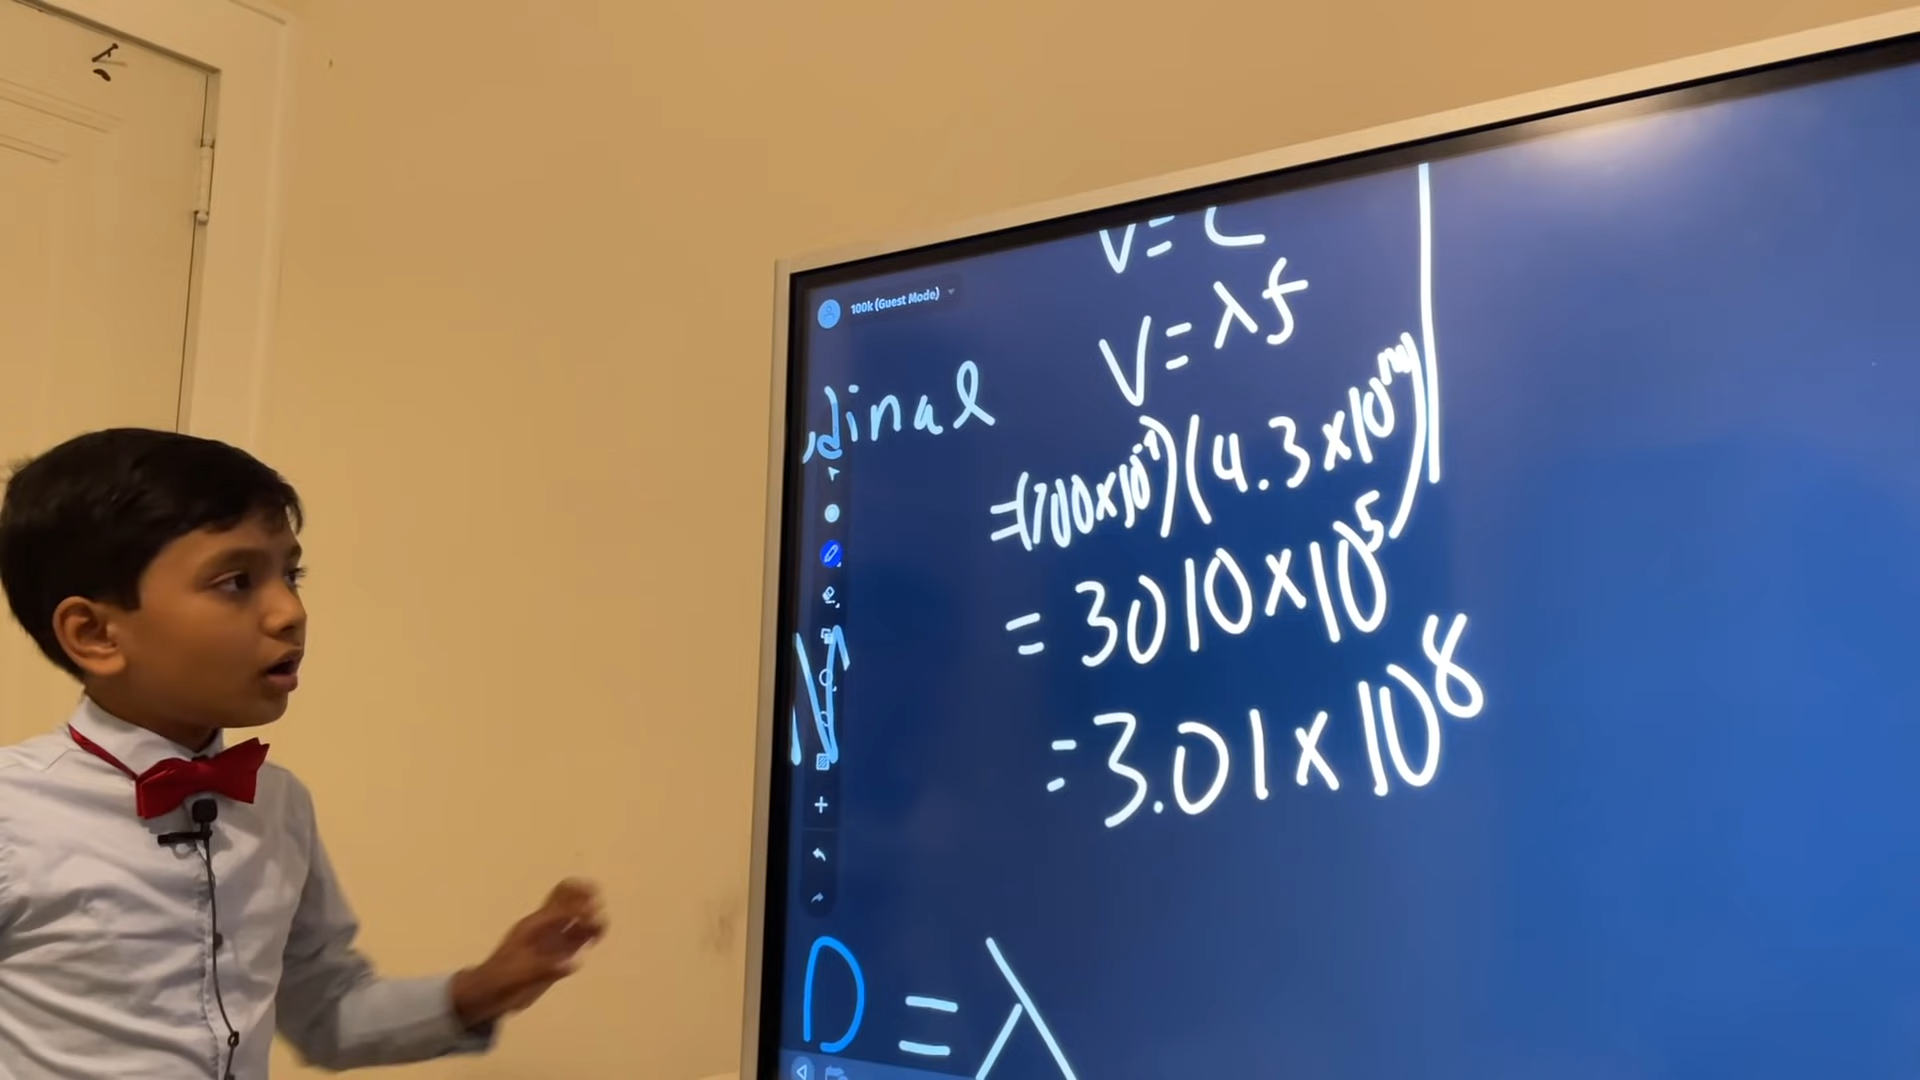 V = C
100k (Guest Mode)
V = λf
dinal
=(700×10⁻⁹)(4.3×10¹⁴)
= 3010×10⁵
= 3.01×10⁸
N
D = λ